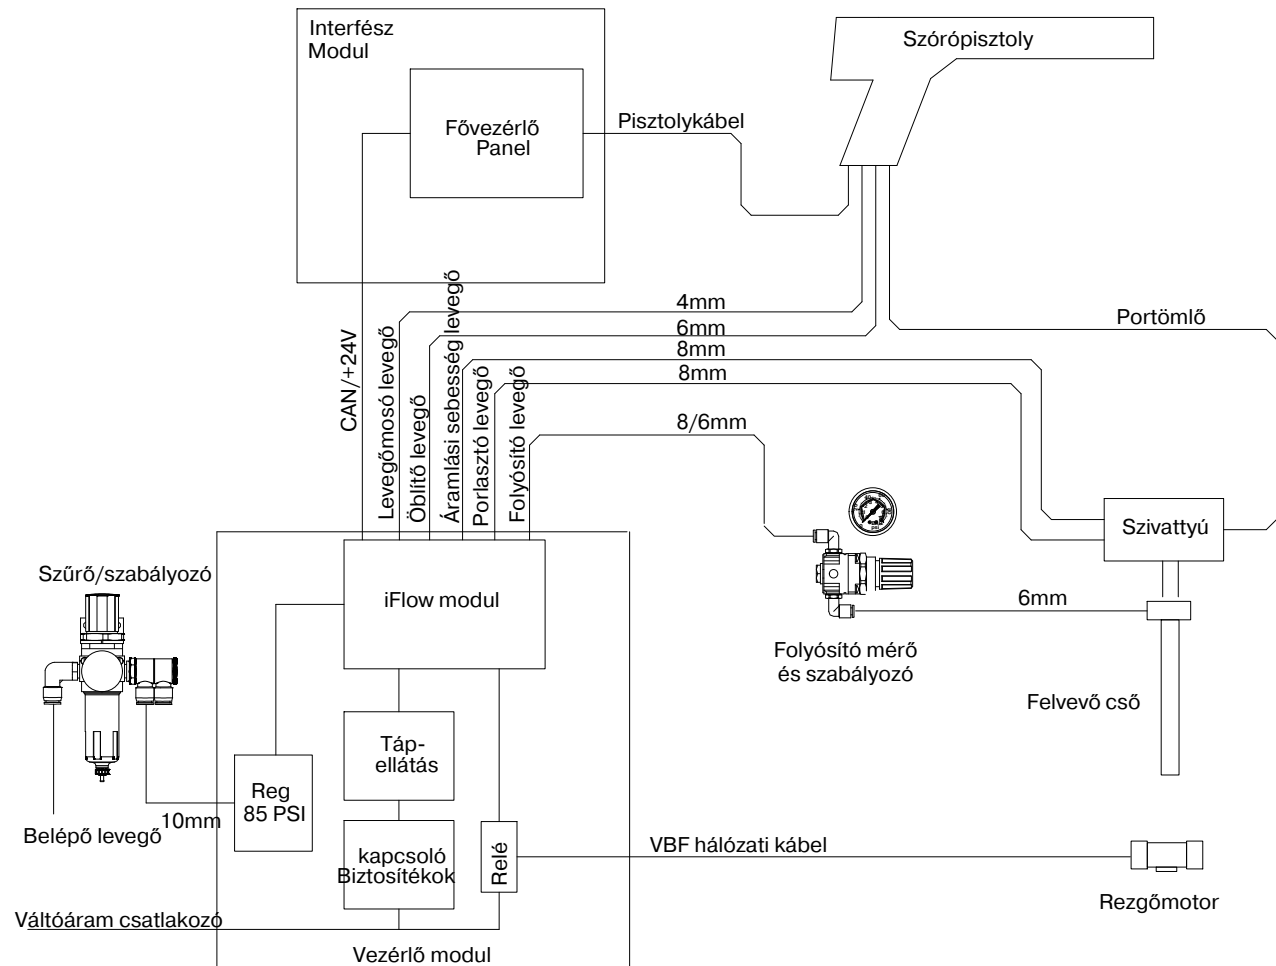 Interfész
Modul
Szórópisztoly
Fővezérlő
Panel
Pisztolykábel
4mm
6mm
8mm
8mm
8/6mm
Portömlő
CAN/+24V
Levegőmosó levegő
Öblítő levegő
Áramlási sebesség levegő
Porlasztó levegő
Folyósító levegő
psi
Szivattyú
Szűrő/szabályozó
iFlow modul
6mm
Folyósító mérő
és szabályozó
Felvevő cső
Táp-
ellátás
Reg
85 PSI
10mm
Belépő levegő
kapcsoló
Biztosítékok
Relé
VBF hálózati kábel
Rezgőmotor
Váltóáram csatlakozó
Vezérlő modul